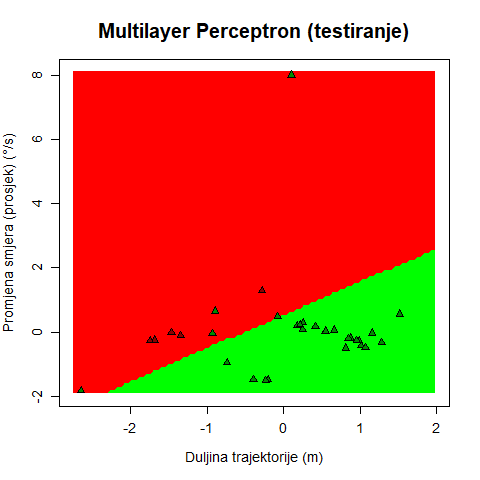 Multilayer Perceptron (testiranje)
Promjena smjera (prosjek) (°/s)
8
6
4
2
0
-2
-2 -1 0 1 2
Duljina trajektorije (m)